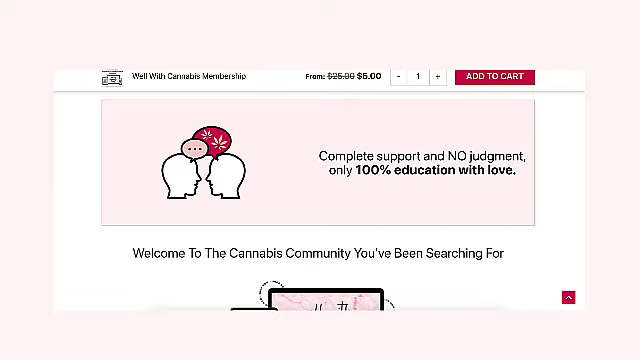 Well With Cannabis Membership
From: $25.00 $5.00
- 1 +
ADD TO CART
Complete support and NO judgment,
only 100% education with love.
Welcome To The Cannabis Community You've Been Searching For